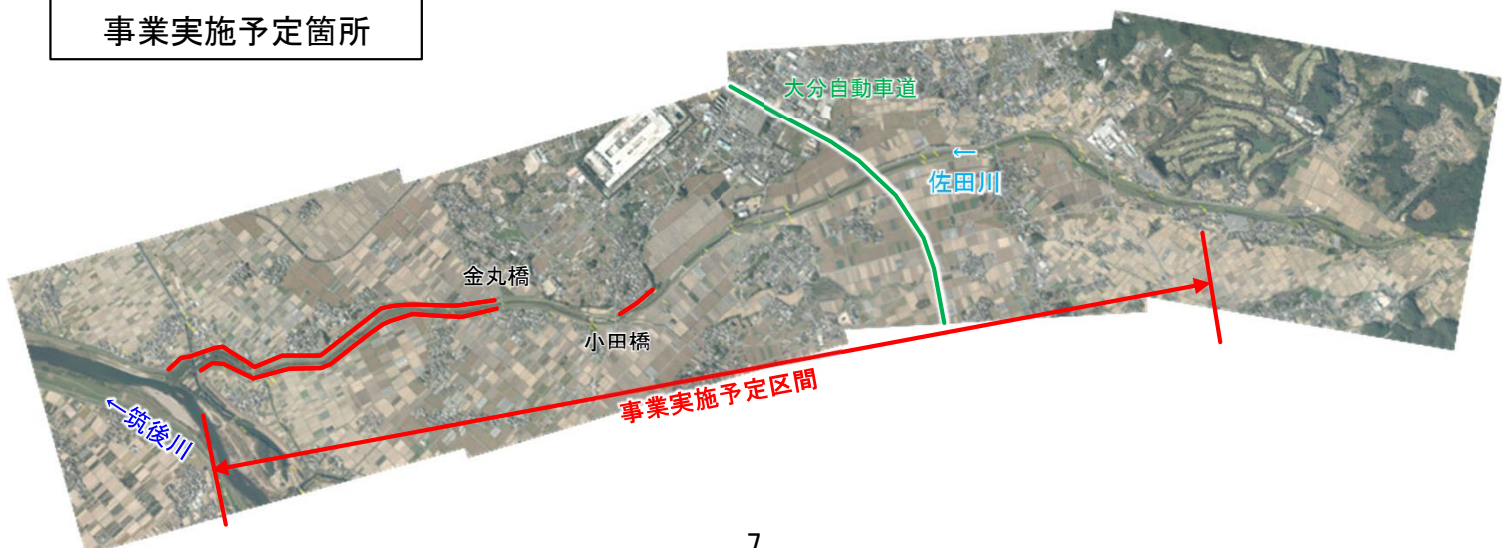 事業実施予定箇所
大分自動車道
←
佐田川
金丸橋
小田橋
事業実施予定区間
←筑後川
7